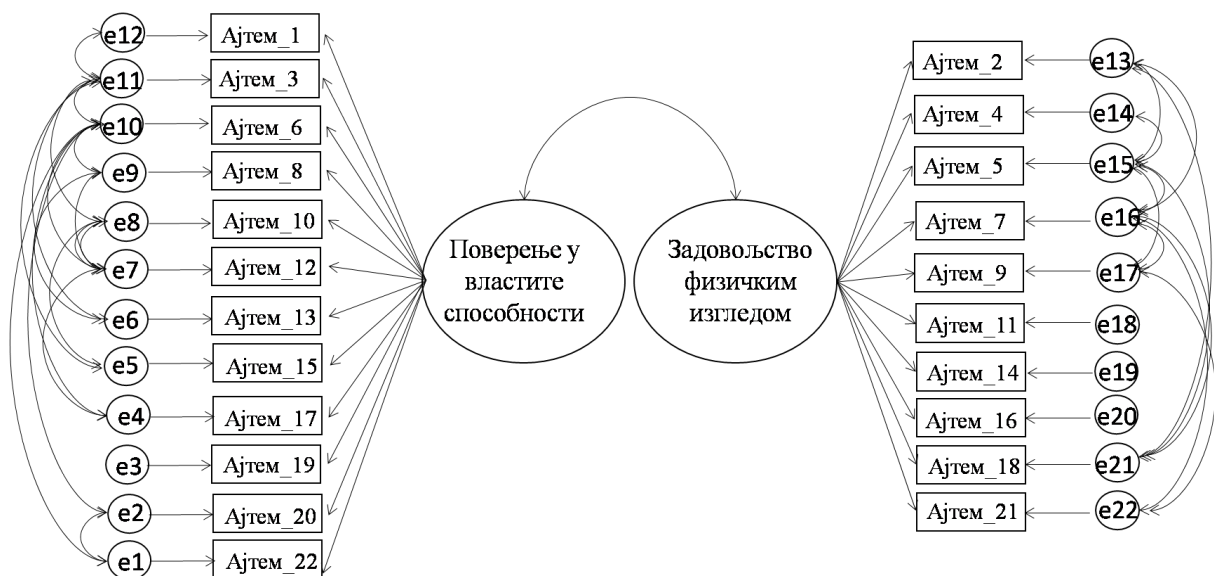 e12 Ајтем_1
e11 Ајтем_3
e10 Ајтем_6
e9 Ајтем_8
e8 Ајтем_10
e7 Ајтем_12
e6 Ајтем_13
e5 Ајтем_15
e4 Ајтем_17
e3 Ајтем_19
e2 Ајтем_20
e1 Ајтем_22
Поверење у
властите
способности
Задовољство
физичким
изгледом
Ајтем_2 e13
Ајтем_4 e14
Ајтем_5 e15
Ајтем_7 e16
Ајтем_9 e17
Ајтем_11 e18
Ајтем_14 e19
Ајтем_16 e20
Ајтем_18 e21
Ајтем_21 e22